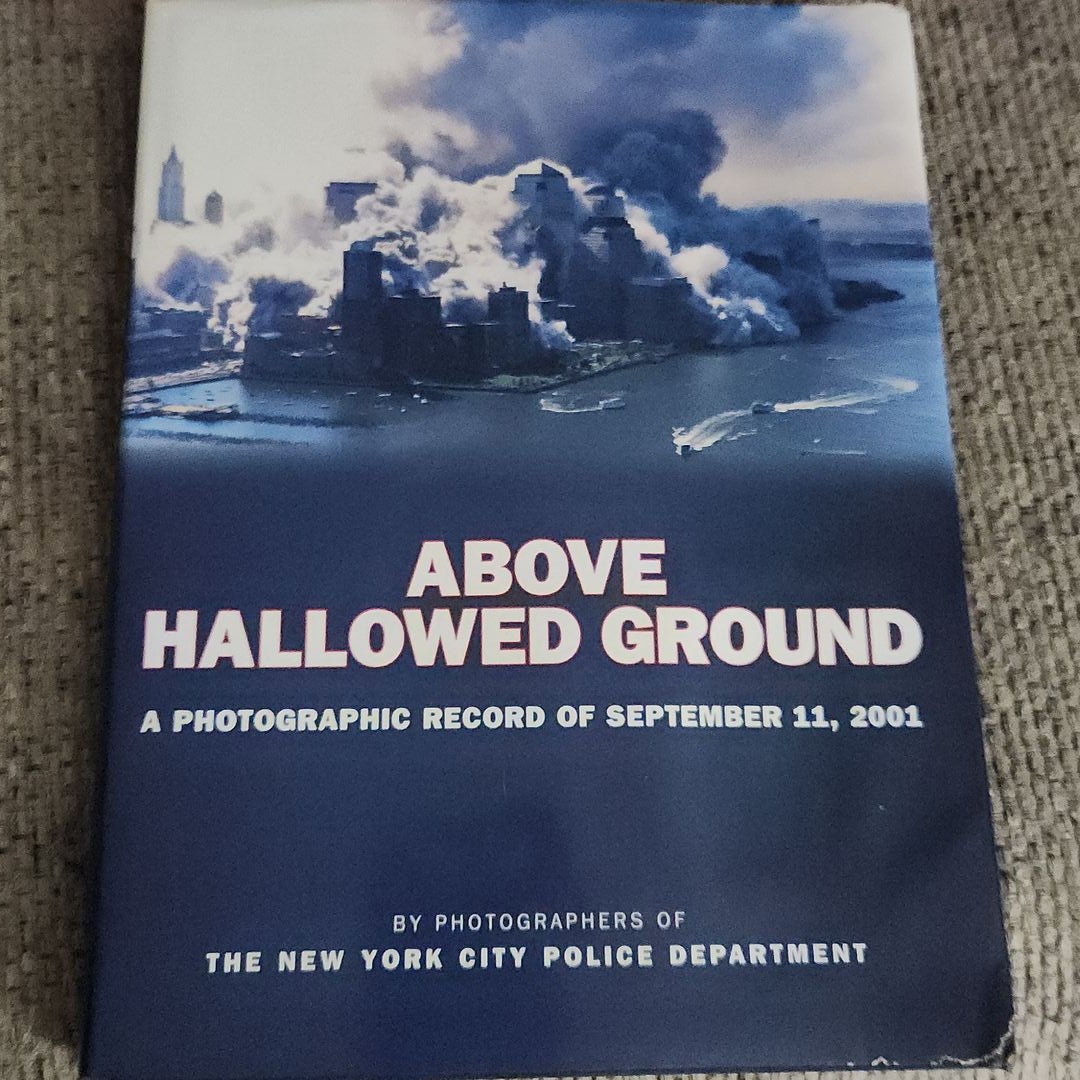 ABOVE
HALLOWED GROUND
A PHOTOGRAPHIC RECORD OF SEPTEMBER 11, 2001
BY PHOTOGRAPHERS OF
THE NEW YORK CITY POLICE DEPARTMENT